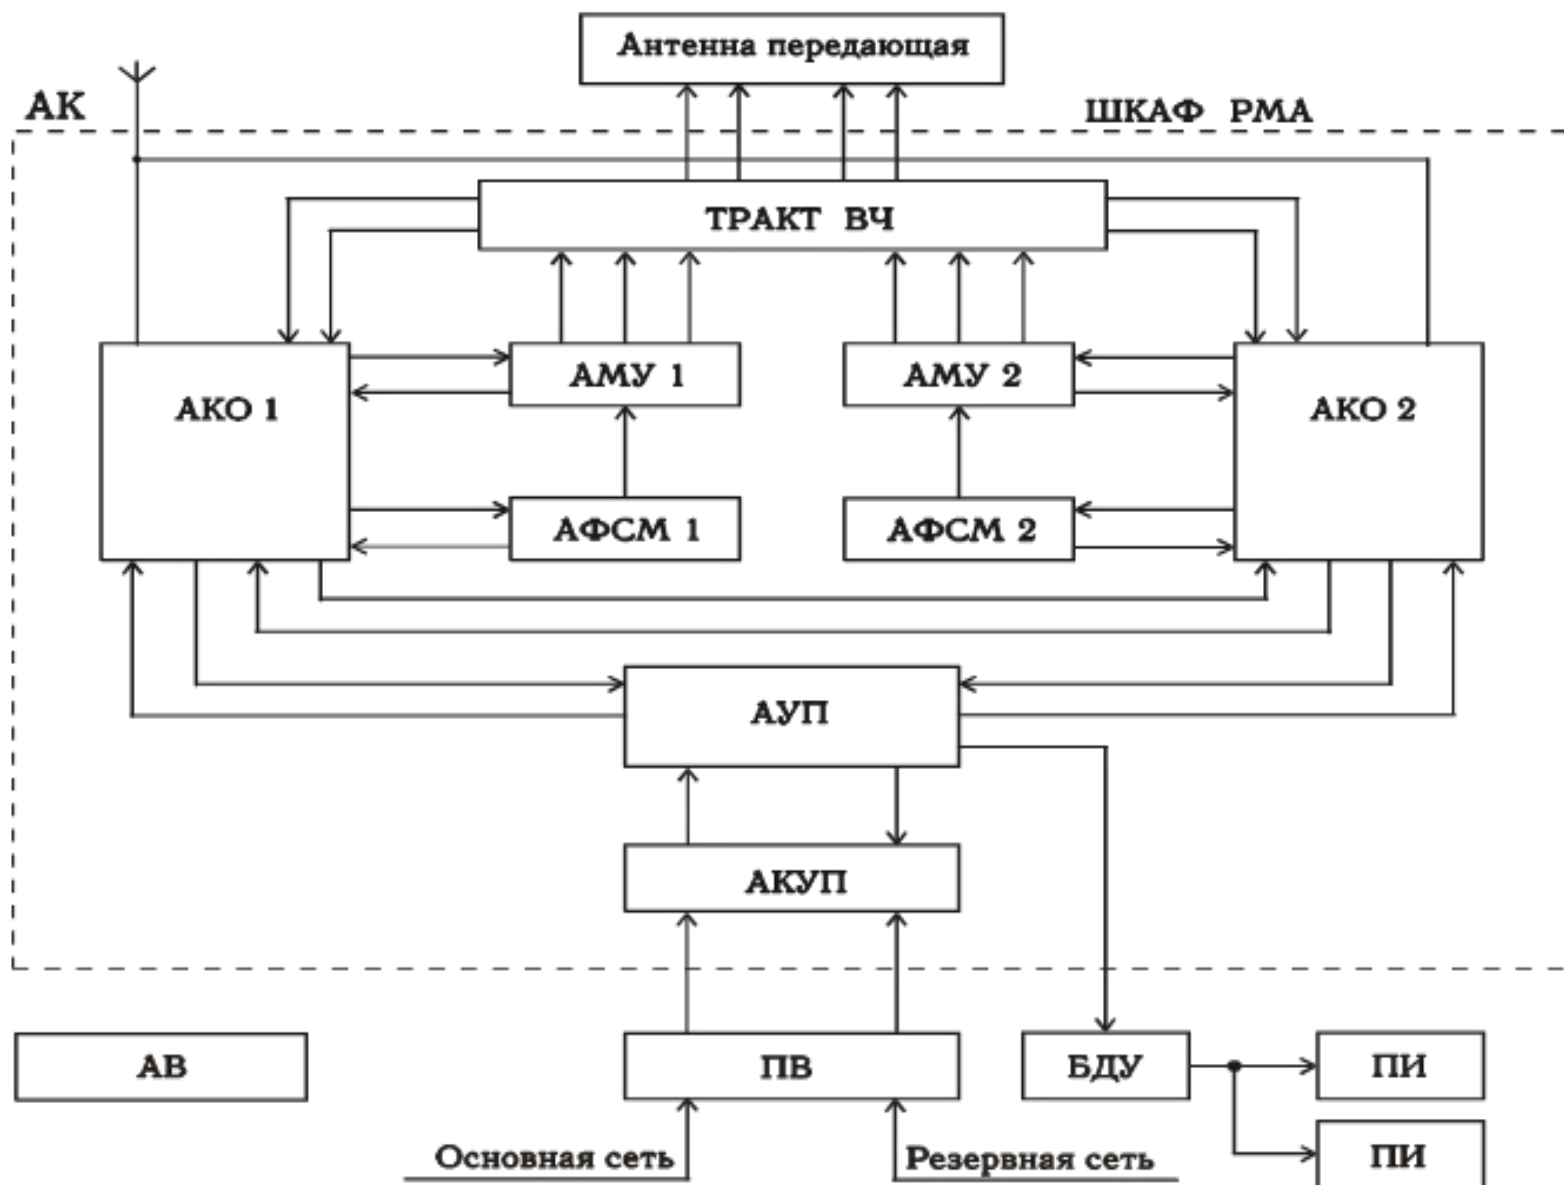 Антенна передающая
АК
ШКАФ РМА
ТРАКТ ВЧ
АКО 1
АМУ 1
АМУ 2
АКО 2
АФСМ 1
АФСМ 2
АУП
АКУП
АВ
ПВ
БДУ
ПИ
Основная сеть
Резервная сеть
ПИ